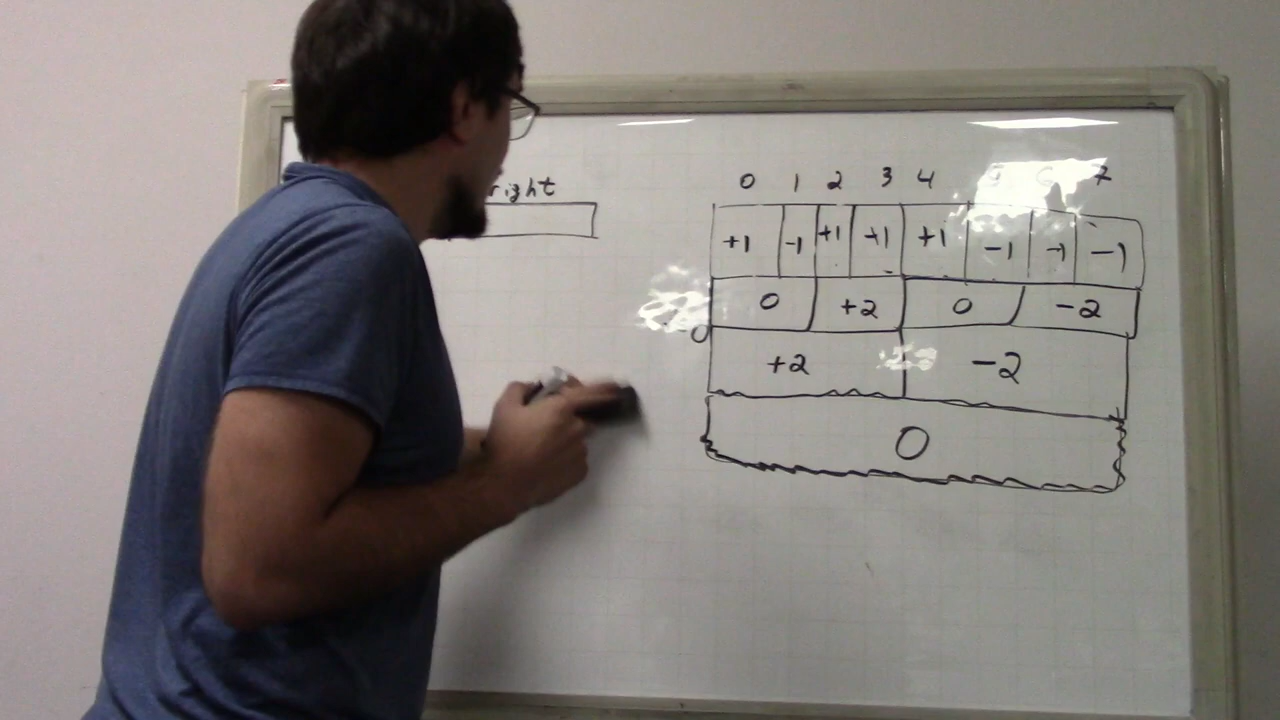 right
0 1 2 3 4 5 6 7
+1 -1 +1 +1 +1 -1 -1 -1
0 +2 0 -2
0
+2 -2
0